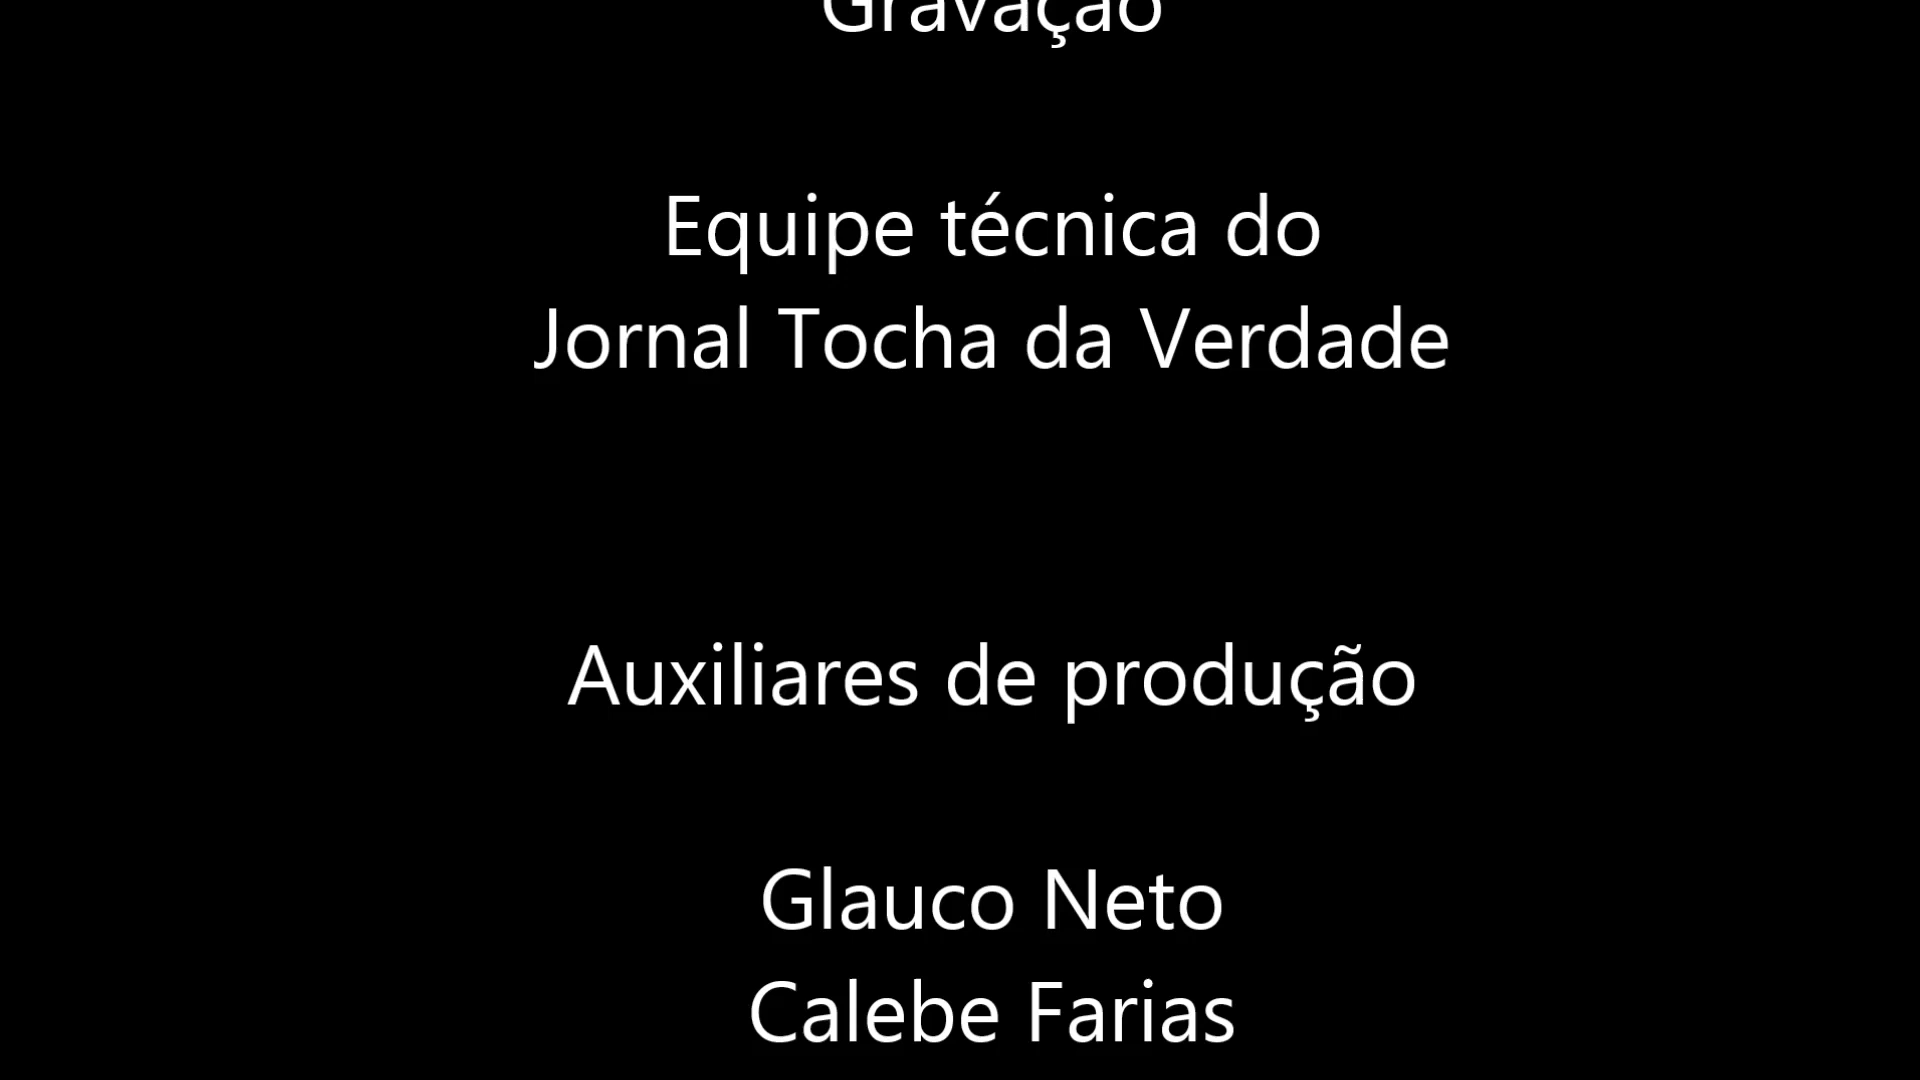 Gravação
Equipe técnica do
Jornal Tocha da Verdade
Auxiliares de produção
Glauco Neto
Calebe Farias